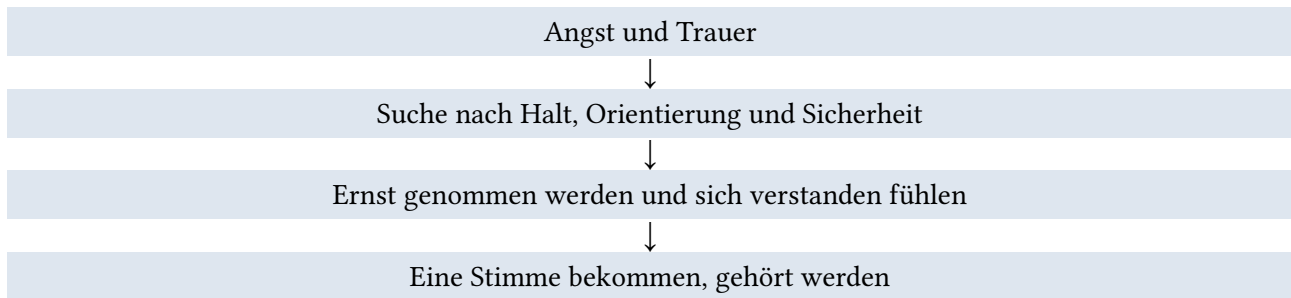 Angst und Trauer
↓
Suche nach Halt, Orientierung und Sicherheit
↓
Ernst genommen werden und sich verstanden fühlen
↓
Eine Stimme bekommen, gehört werden